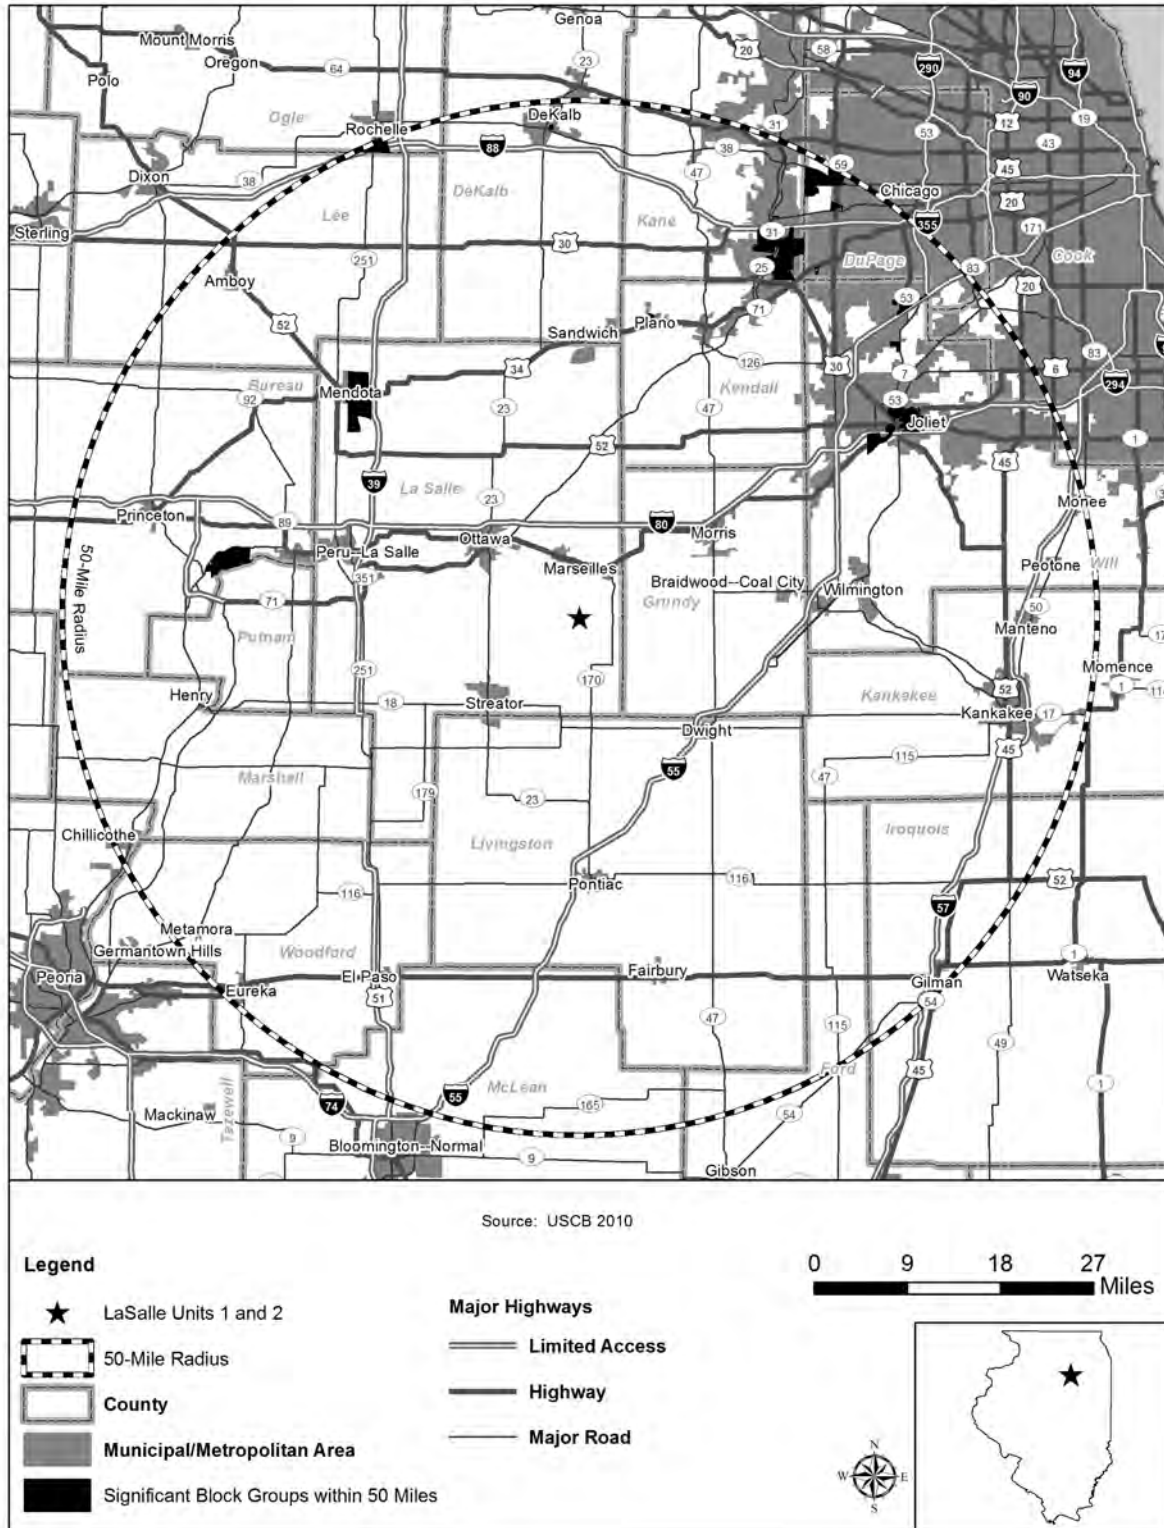 Genoa
Mount Morris
Oregon
Polo
64
23
20
58
290
94
90
Ogle
Rochelle
DeKalb
88
31
53
12
19
43
Dixon
38
38
47
59
45
Chicago
20
Lee
DeKalb
Kane
Sterling
30
31
355
171
251
25
DuPage
83
Cook
Amboy
20
52
71
53
Sandwich
Plano
126
30
7
6
83
34
294
Bureau
92
Mendota
23
Kendall
47
53
Joliet
52
45
1
39
La Salle
23
Monee
Princeton
89
80
Peru--La Salle
Ottawa
Morris
50-Mile Radius
351
Marseilles
Braidwood--Coal City
Wilmington
Peotone
Will
71
Grundy
50
Putnam
Manteno
17
251
170
Momence
Henry
18
Streator
Kankakee
52
1
Kankakee
17
Dwight
45
115
Marshall
55
47
179
23
Chillicothe
Livingston
Iroquois
116
Pontiac
116
52
57
Metamora
Germantown Hills
Woodford
Peoria
El Paso
Fairbury
1
Eureka
Gilman
Watseka
51
54
47
115
49
Ford
45
McLean
55
1
74
165
Mackinaw
54
Tazewell
9
Bloomington--Normal
9
Gibson
Source: USCB 2010
Legend
LaSalle Units 1 and 2
50-Mile Radius
County
Municipal/Metropolitan Area
Significant Block Groups within 50 Miles
Major Highways
Limited Access
Highway
Major Road
0 9 18 27
Miles
N
W E
S